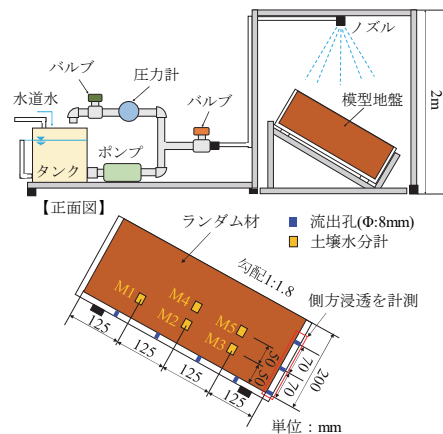 ノズル
バルブ
圧力計
水道水
バルブ
模型地盤
2m
タンク
ポンプ
【正面図】
ランダム材
流出孔(Φ:8mm)
土壌水分計
勾配1:1.8
側方浸透を計測
M1
M4
M2
M5
M3
50
50
70
70
200
125
125
125
125
単位：mm